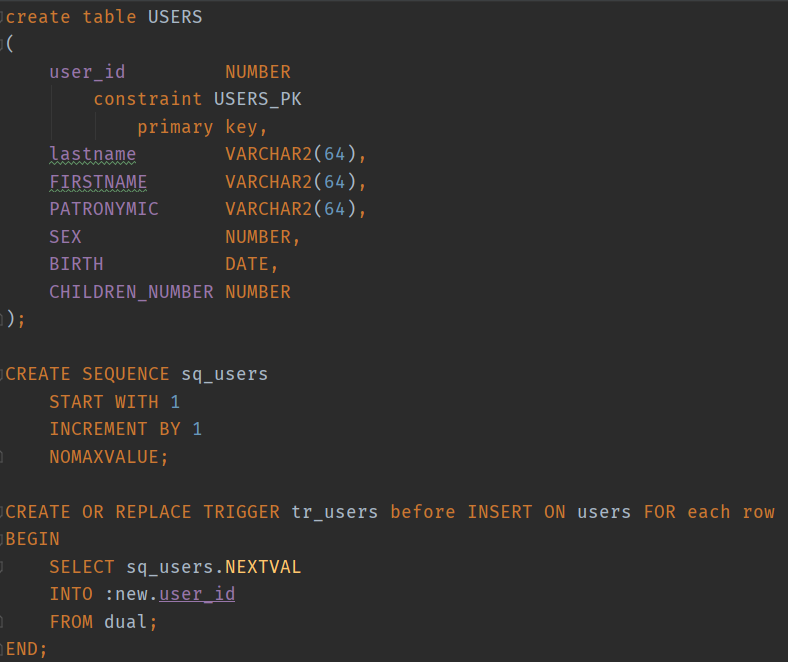 create table USERS
(
    user_id         NUMBER
        constraint USERS_PK
            primary key,
    lastname        VARCHAR2(64),
    FIRSTNAME       VARCHAR2(64),
    PATRONYMIC      VARCHAR2(64),
    SEX             NUMBER,
    BIRTH           DATE,
    CHILDREN_NUMBER NUMBER
);

CREATE SEQUENCE sq_users
    START WITH 1
    INCREMENT BY 1
    NOMAXVALUE;

CREATE OR REPLACE TRIGGER tr_users before INSERT ON users FOR each row
BEGIN
    SELECT sq_users.NEXTVAL
    INTO :new.user_id
    FROM dual;
END;